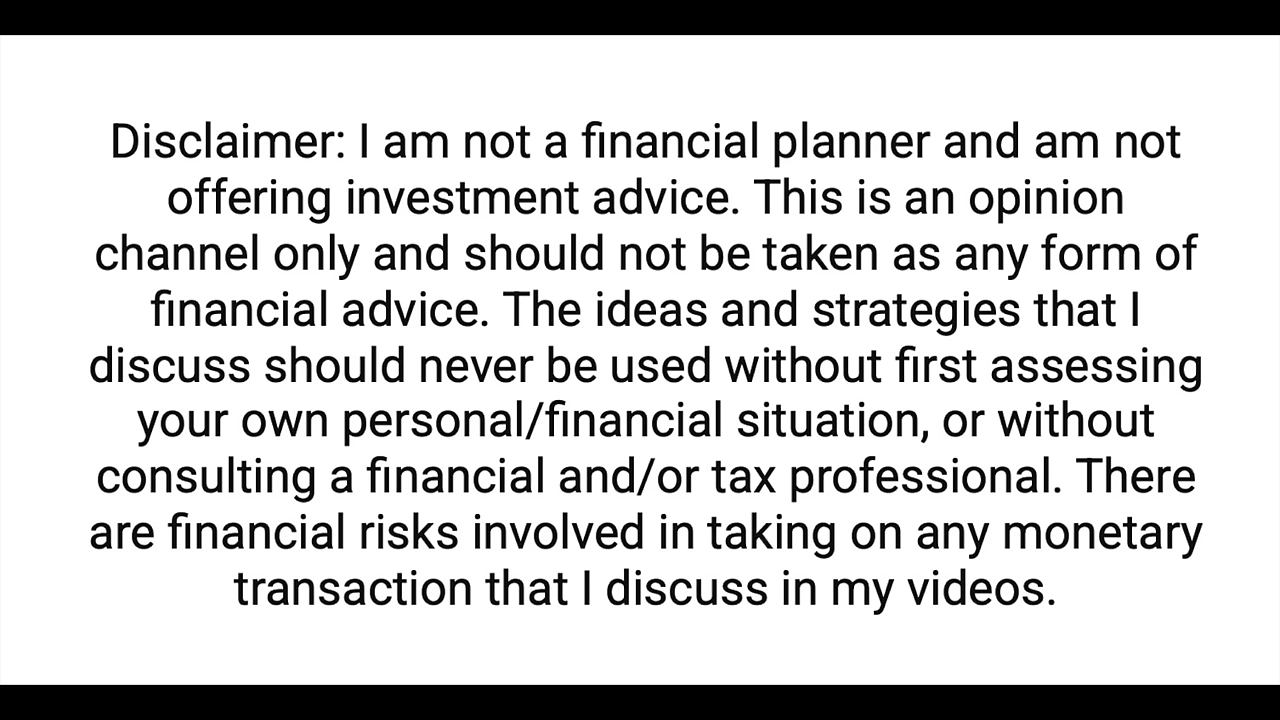 Disclaimer: I am not a financial planner and am not
offering investment advice. This is an opinion
channel only and should not be taken as any form of
financial advice. The ideas and strategies that I
discuss should never be used without first assessing
your own personal/financial situation, or without
consulting a financial and/or tax professional. There
are financial risks involved in taking on any monetary
transaction that I discuss in my videos.